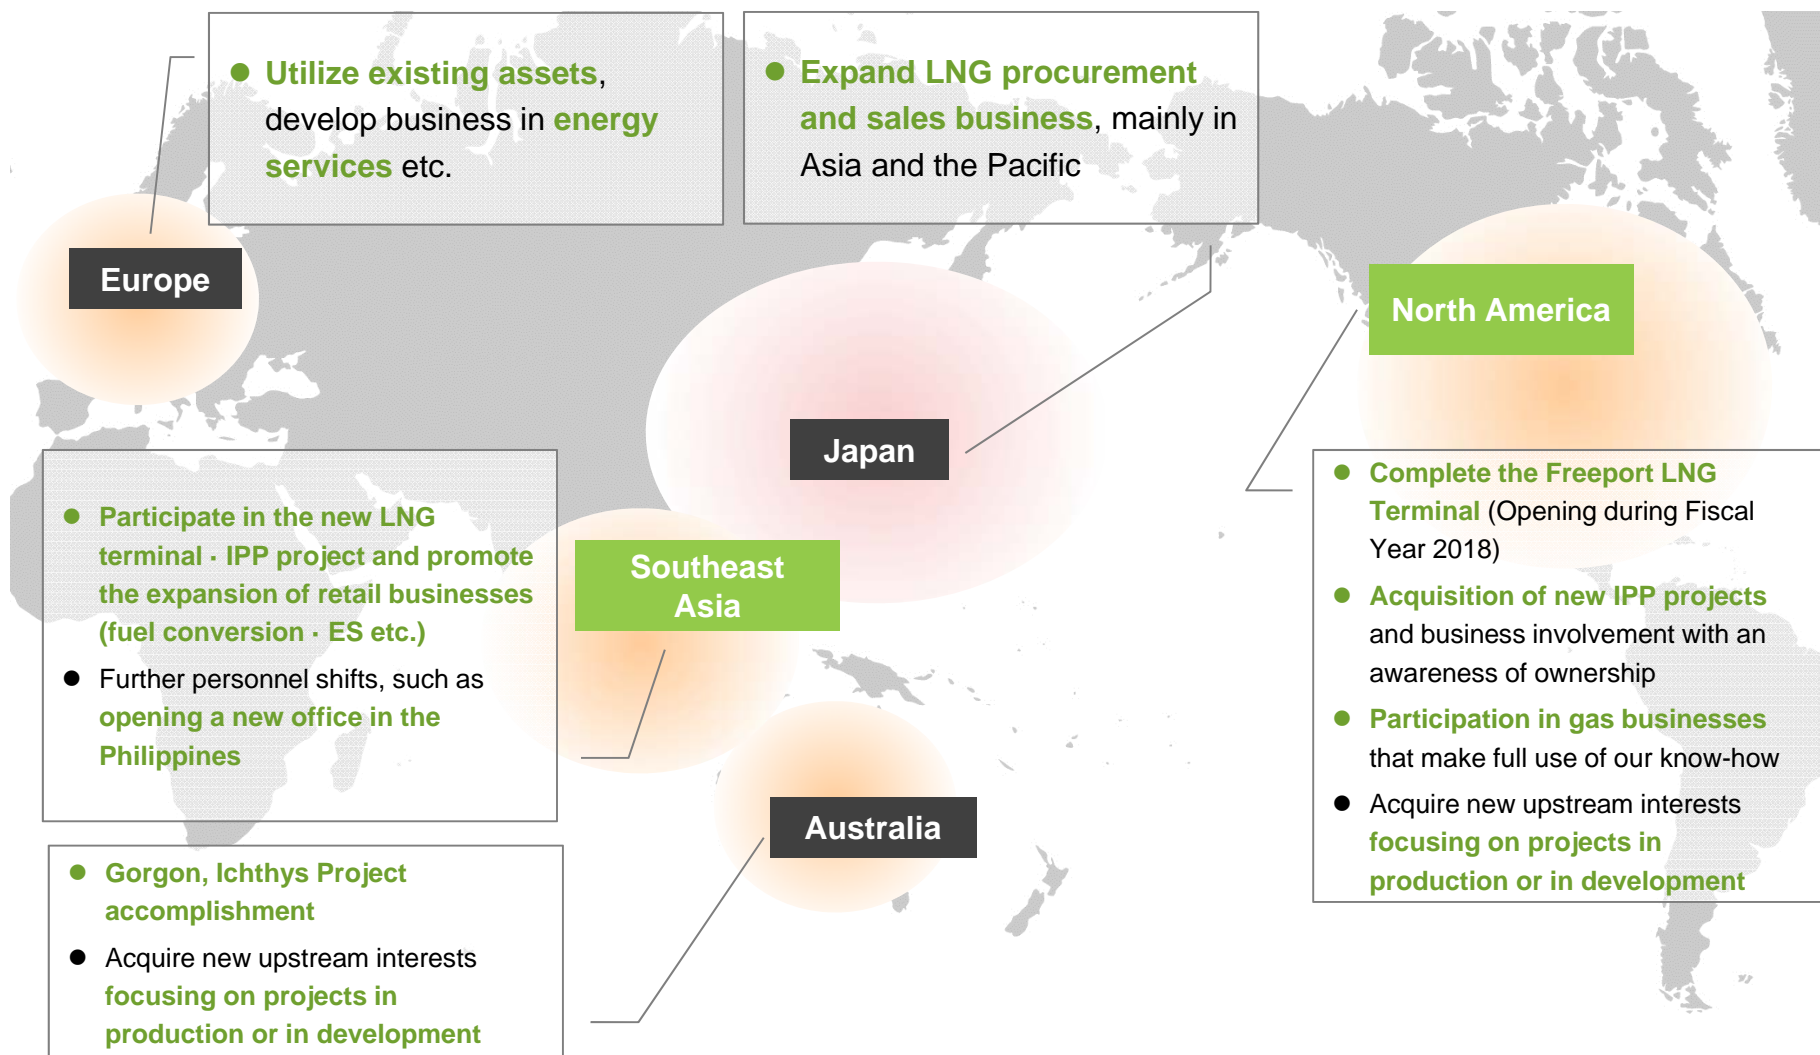 ● Utilize existing assets,
develop business in energy
services etc.
● Expand LNG procurement
and sales business, mainly in
Asia and the Pacific
Europe
North America
Japan
Southeast
Asia
Australia
● Participate in the new LNG
terminal · IPP project and promote
the expansion of retail businesses
(fuel conversion · ES etc.)
● Further personnel shifts, such as
opening a new office in the
Philippines
● Complete the Freeport LNG
Terminal (Opening during Fiscal
Year 2018)
● Acquisition of new IPP projects
and business involvement with an
awareness of ownership
● Participation in gas businesses
that make full use of our know-how
● Acquire new upstream interests
focusing on projects in
production or in development
● Gorgon, Ichthys Project
accomplishment
● Acquire new upstream interests
focusing on projects in
production or in development